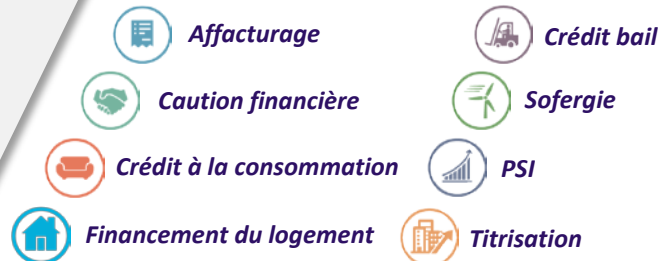 Affacturage
Crédit bail
Caution financière
Sofergie
Crédit à la consommation
PSI
Financement du logement
Titrisation